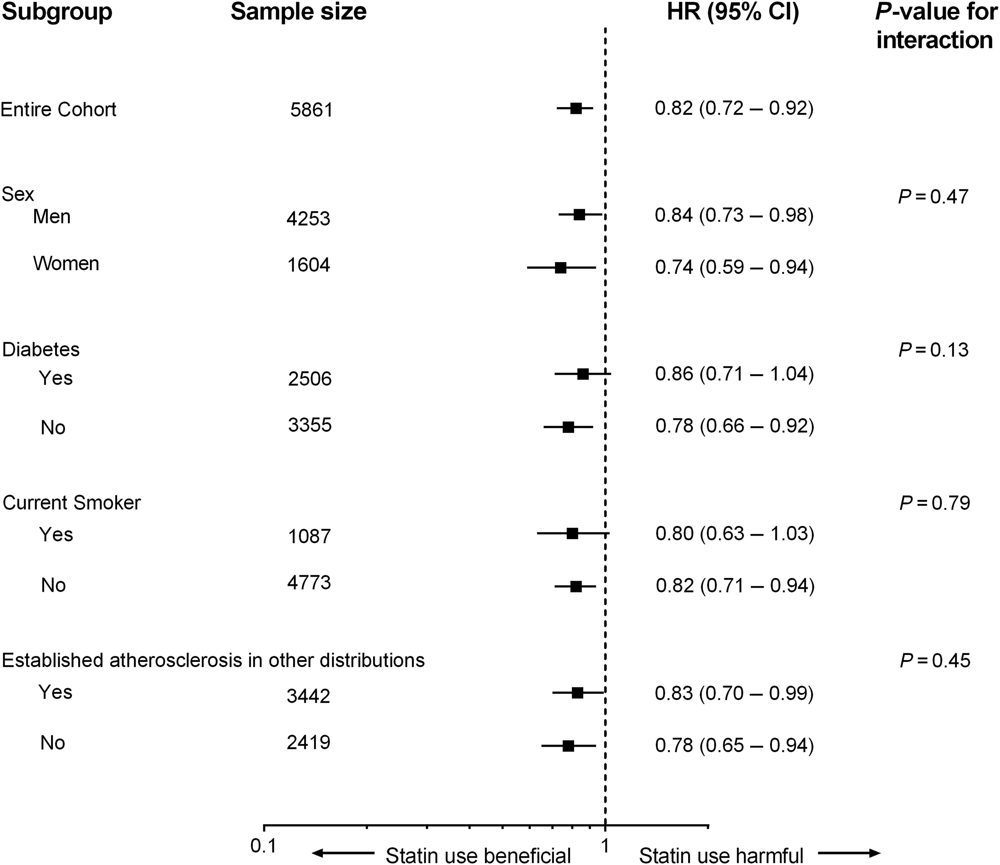 Subgroup Sample size HR (95% CI) P-value for
interaction
Entire Cohort 5861 0.82 (0.72 – 0.92)
Sex P = 0.47
Men 4253 0.84 (0.73 – 0.98)
Women 1604 0.74 (0.59 – 0.94)
Diabetes P = 0.13
Yes 2506 0.86 (0.71 – 1.04)
No 3355 0.78 (0.66 – 0.92)
Current Smoker P = 0.79
Yes 1087 0.80 (0.63 – 1.03)
No 4773 0.82 (0.71 – 0.94)
Established atherosclerosis in other distributions P = 0.45
Yes 3442 0.83 (0.70 – 0.99)
No 2419 0.78 (0.65 – 0.94)
0.1 1
Statin use beneficial Statin use harmful